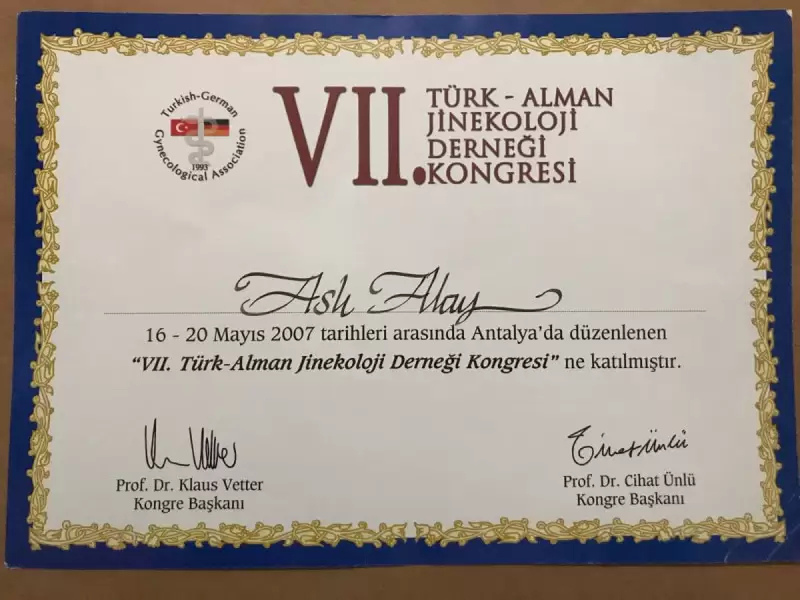 Turkish-German
Gynecological Association
1993
VII.
TÜRK - ALMAN
JİNEKOLOJİ
DERNEĞİ
KONGRESİ
Aslı Alay
16 - 20 Mayıs 2007 tarihleri arasında Antalya'da düzenlenen
“VII. Türk-Alman Jinekoloji Derneği Kongresi” ne katılmıştır.
Prof. Dr. Klaus Vetter
Kongre Başkanı
Prof. Dr. Cihat Ünlü
Kongre Başkanı